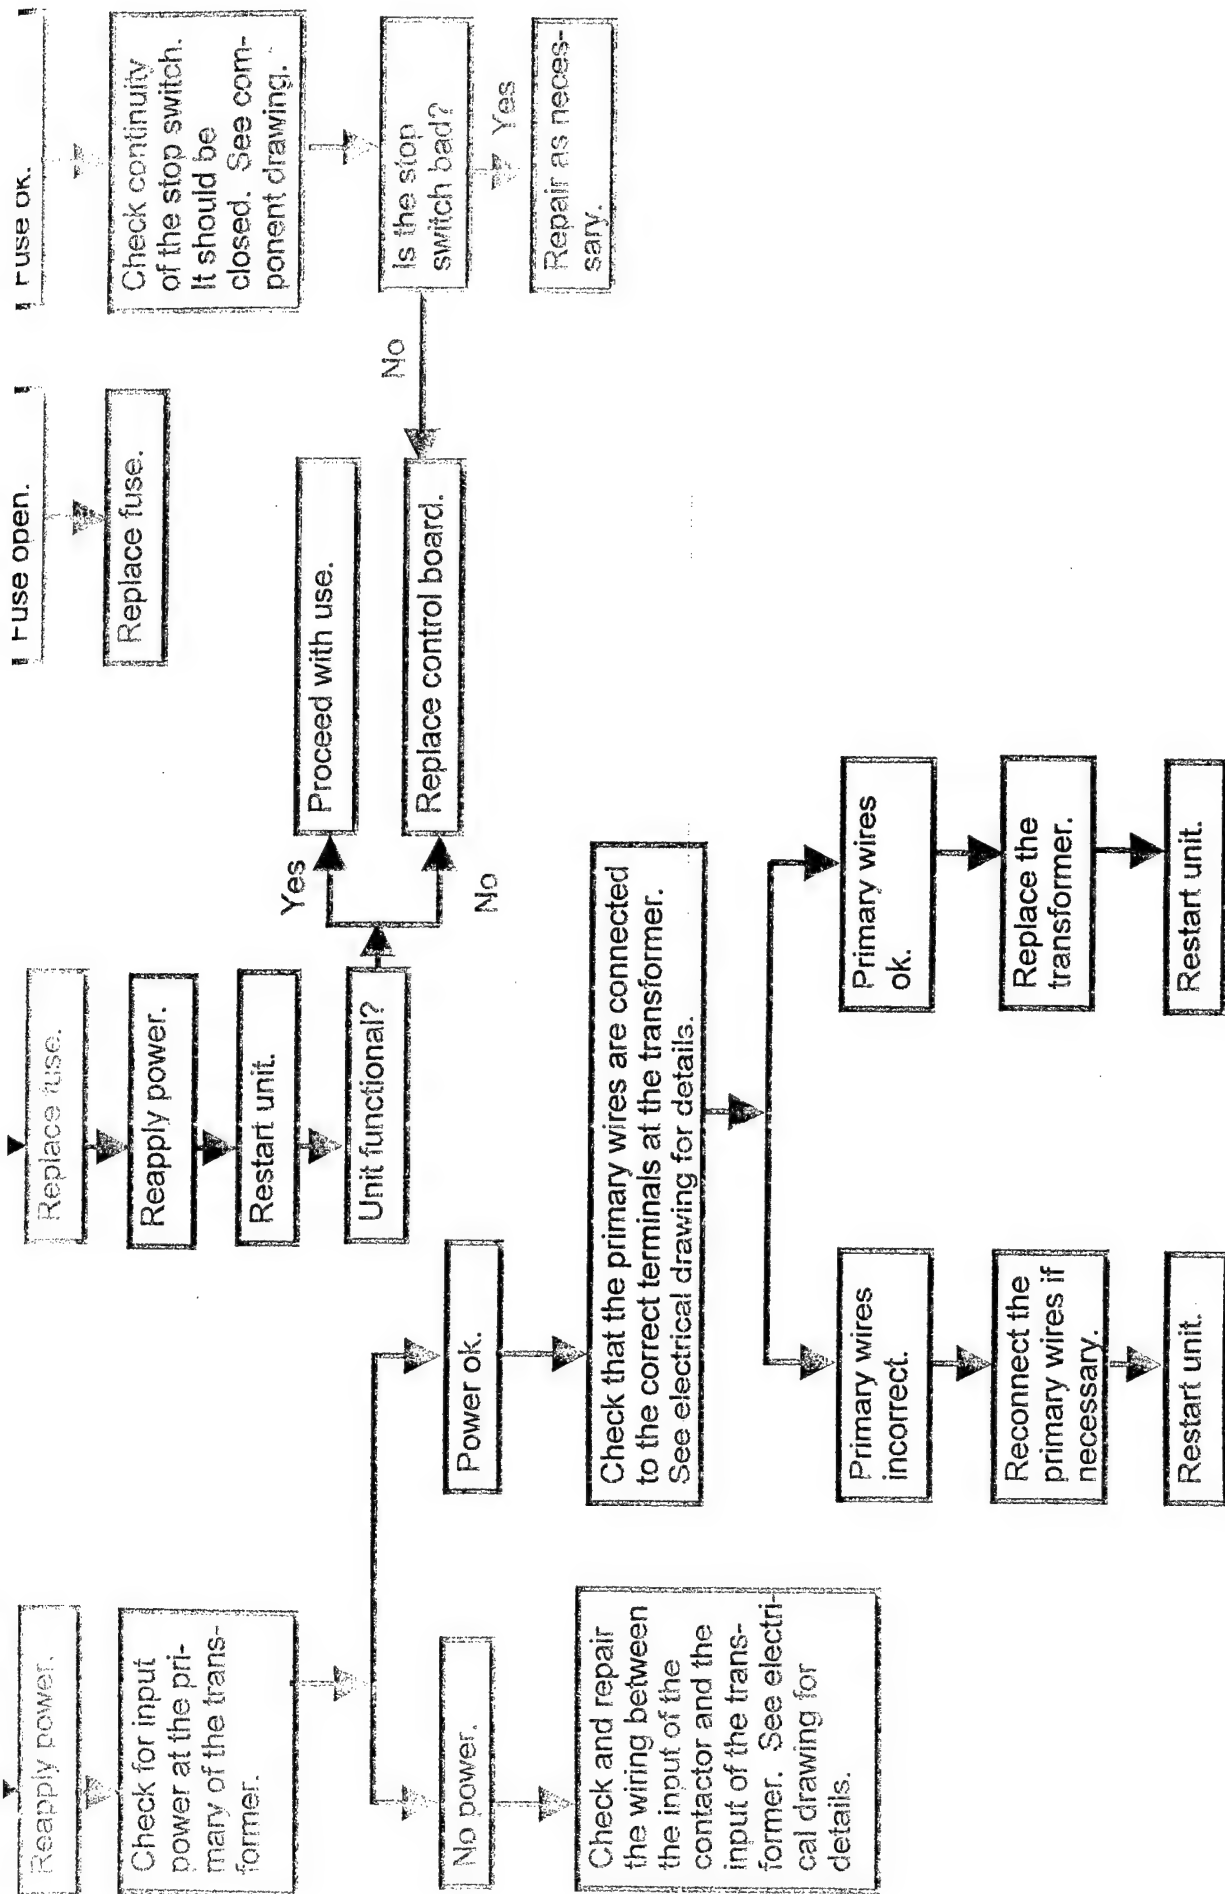 Reapply power.
Check for input
power at the pri-
mary of the trans-
former.
No power.
Check and repair
the wiring between
the input of the
contactor and the
input of the trans-
former. See electri-
cal drawing for
details.
Power ok.
Check that the primary wires are connected
to the correct terminals at the transformer.
See electrical drawing for details.
Primary wires
incorrect.
Reconnect the
primary wires if
necessary.
Restart unit.
Primary wires
ok.
Replace the
transformer.
Restart unit.
Replace fuse.
Reapply power.
Restart unit.
Unit functional?
Yes
No
Proceed with use.
Replace control board.
Fuse open.
Replace fuse.
Fuse ok.
Check continuity
of the stop switch.
It should be
closed. See com-
ponent drawing.
Is the stop
switch bad?
No
Yes
Repair as neces-
sary.